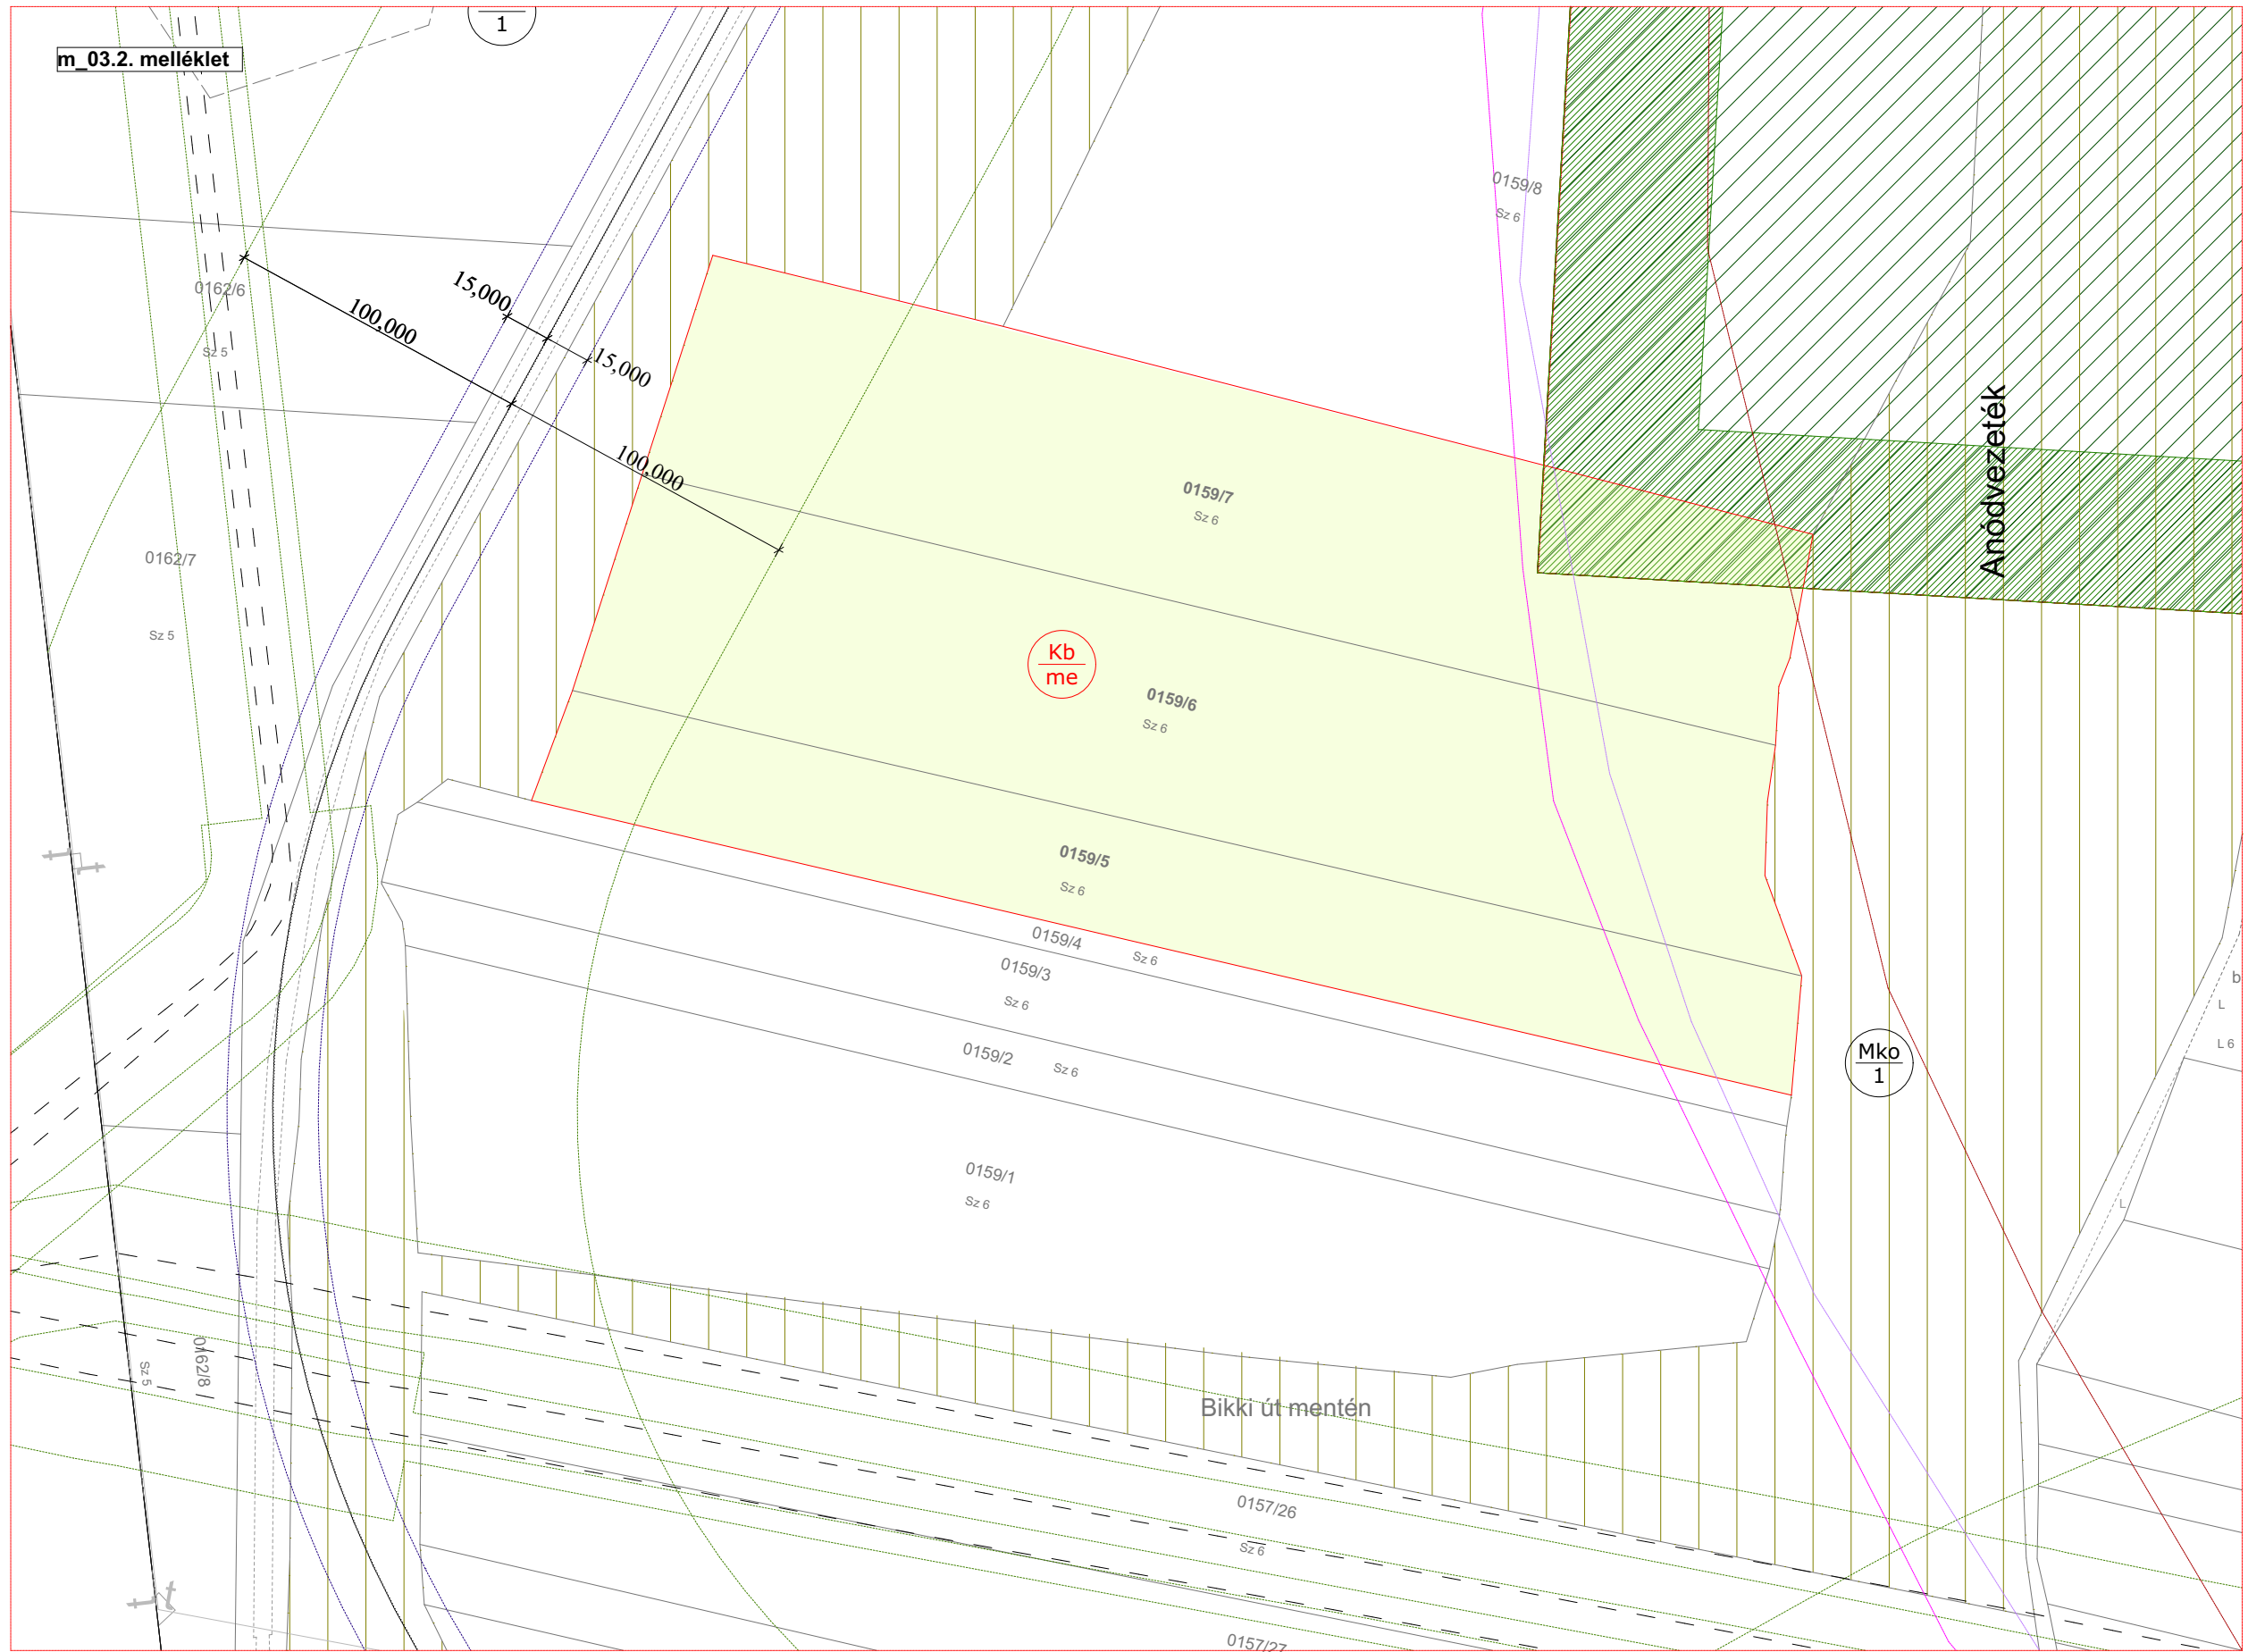 1
m_03.2. melléklet
0159/8
Sz 6
0162/6
15,000
100,000
Sz 5
15,000
Anódvezeték
100,000
0159/7
Sz 6
0162/7
Sz 5
Kb
me
0159/6
Sz 6
0159/5
Sz 6
t
t
0159/4
Sz 6
0159/3
Sz 6
b
L
L 6
0159/2
Sz 6
Mko
1
0159/1
Sz 6
L
0162/8
Sz 5
Bikki út mentén
0157/26
Sz 6
t
t
0157/27